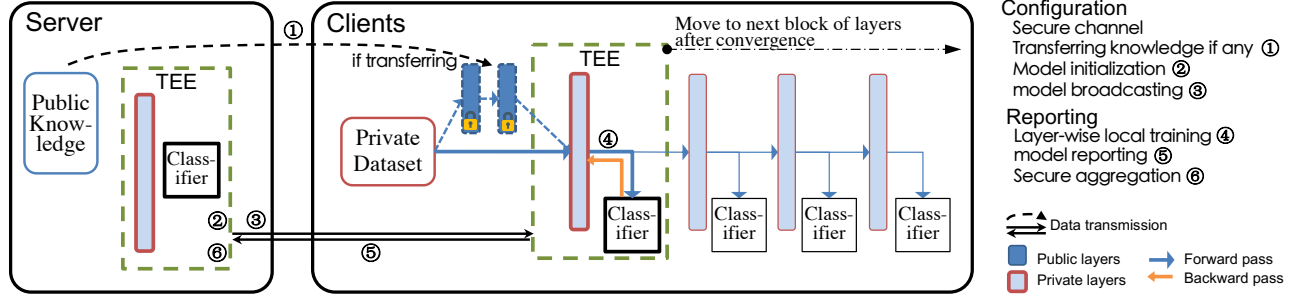 Server
①
Public
Know-
ledge
TEE
Class-
ifier
②
③
⑥
⑤
Clients
if transferring
Private
Dataset
TEE
④
Class-
ifier
Move to next block of layers
after convergence
Class-
ifier
Class-
ifier
Class-
ifier
Configuration
Secure channel
Transferring knowledge if any ①
Model initialization ②
model broadcasting ③
Reporting
Layer-wise local training ④
model reporting ⑤
Secure aggregation ⑥
Data transmission
Public layers
Forward pass
Private layers
Backward pass